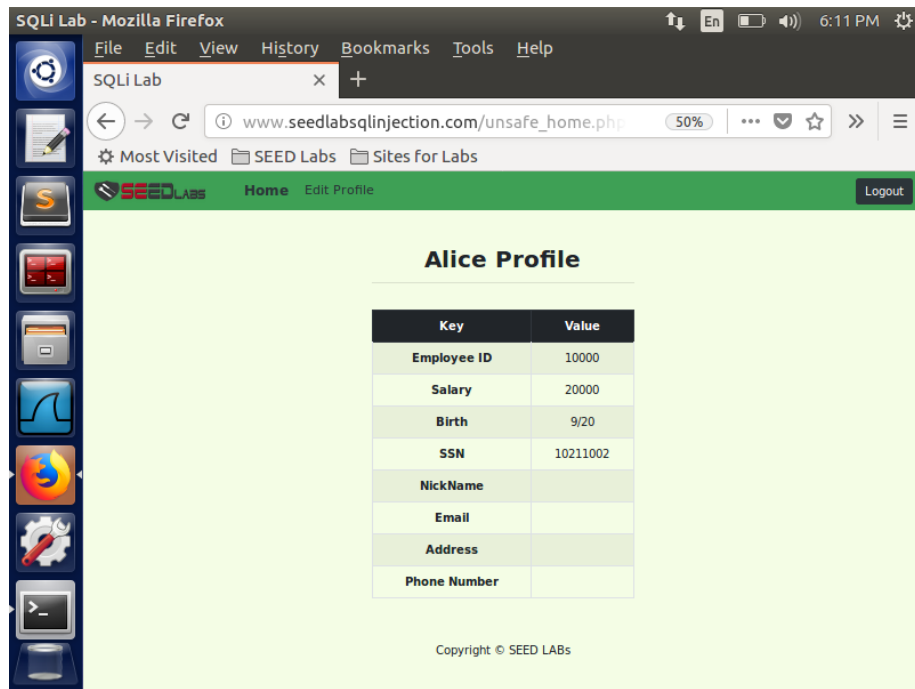 SQLi Lab - Mozilla Firefox En 6:11 PM
File Edit View History Bookmarks Tools Help
SQLi Lab
www.seedlabsqlinjection.com/unsafe_home.php 50%
Most Visited SEED Labs Sites for Labs
SEEDLABS Home Edit Profile Logout
Alice Profile
Key Value
Employee ID 10000
Salary 20000
Birth 9/20
SSN 10211002
NickName
Email
Address
Phone Number
Copyright © SEED LABs